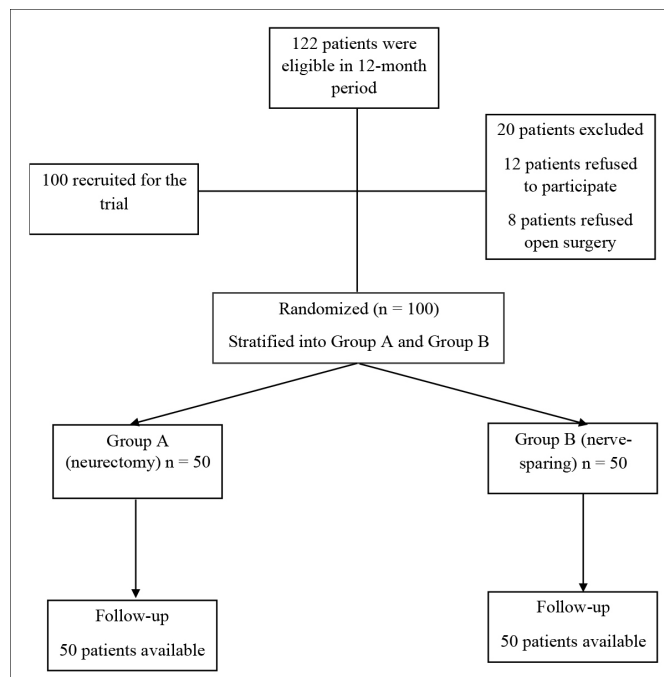 122 patients were
eligible in 12-month
period
20 patients excluded
12 patients refused
to participate
8 patients refused
open surgery
100 recruited for the
trial
Randomized (n = 100)
Stratified into Group A and Group B
Group A
(neurectomy) n = 50
Group B (nerve-
sparing) n = 50
Follow-up
50 patients available
Follow-up
50 patients available